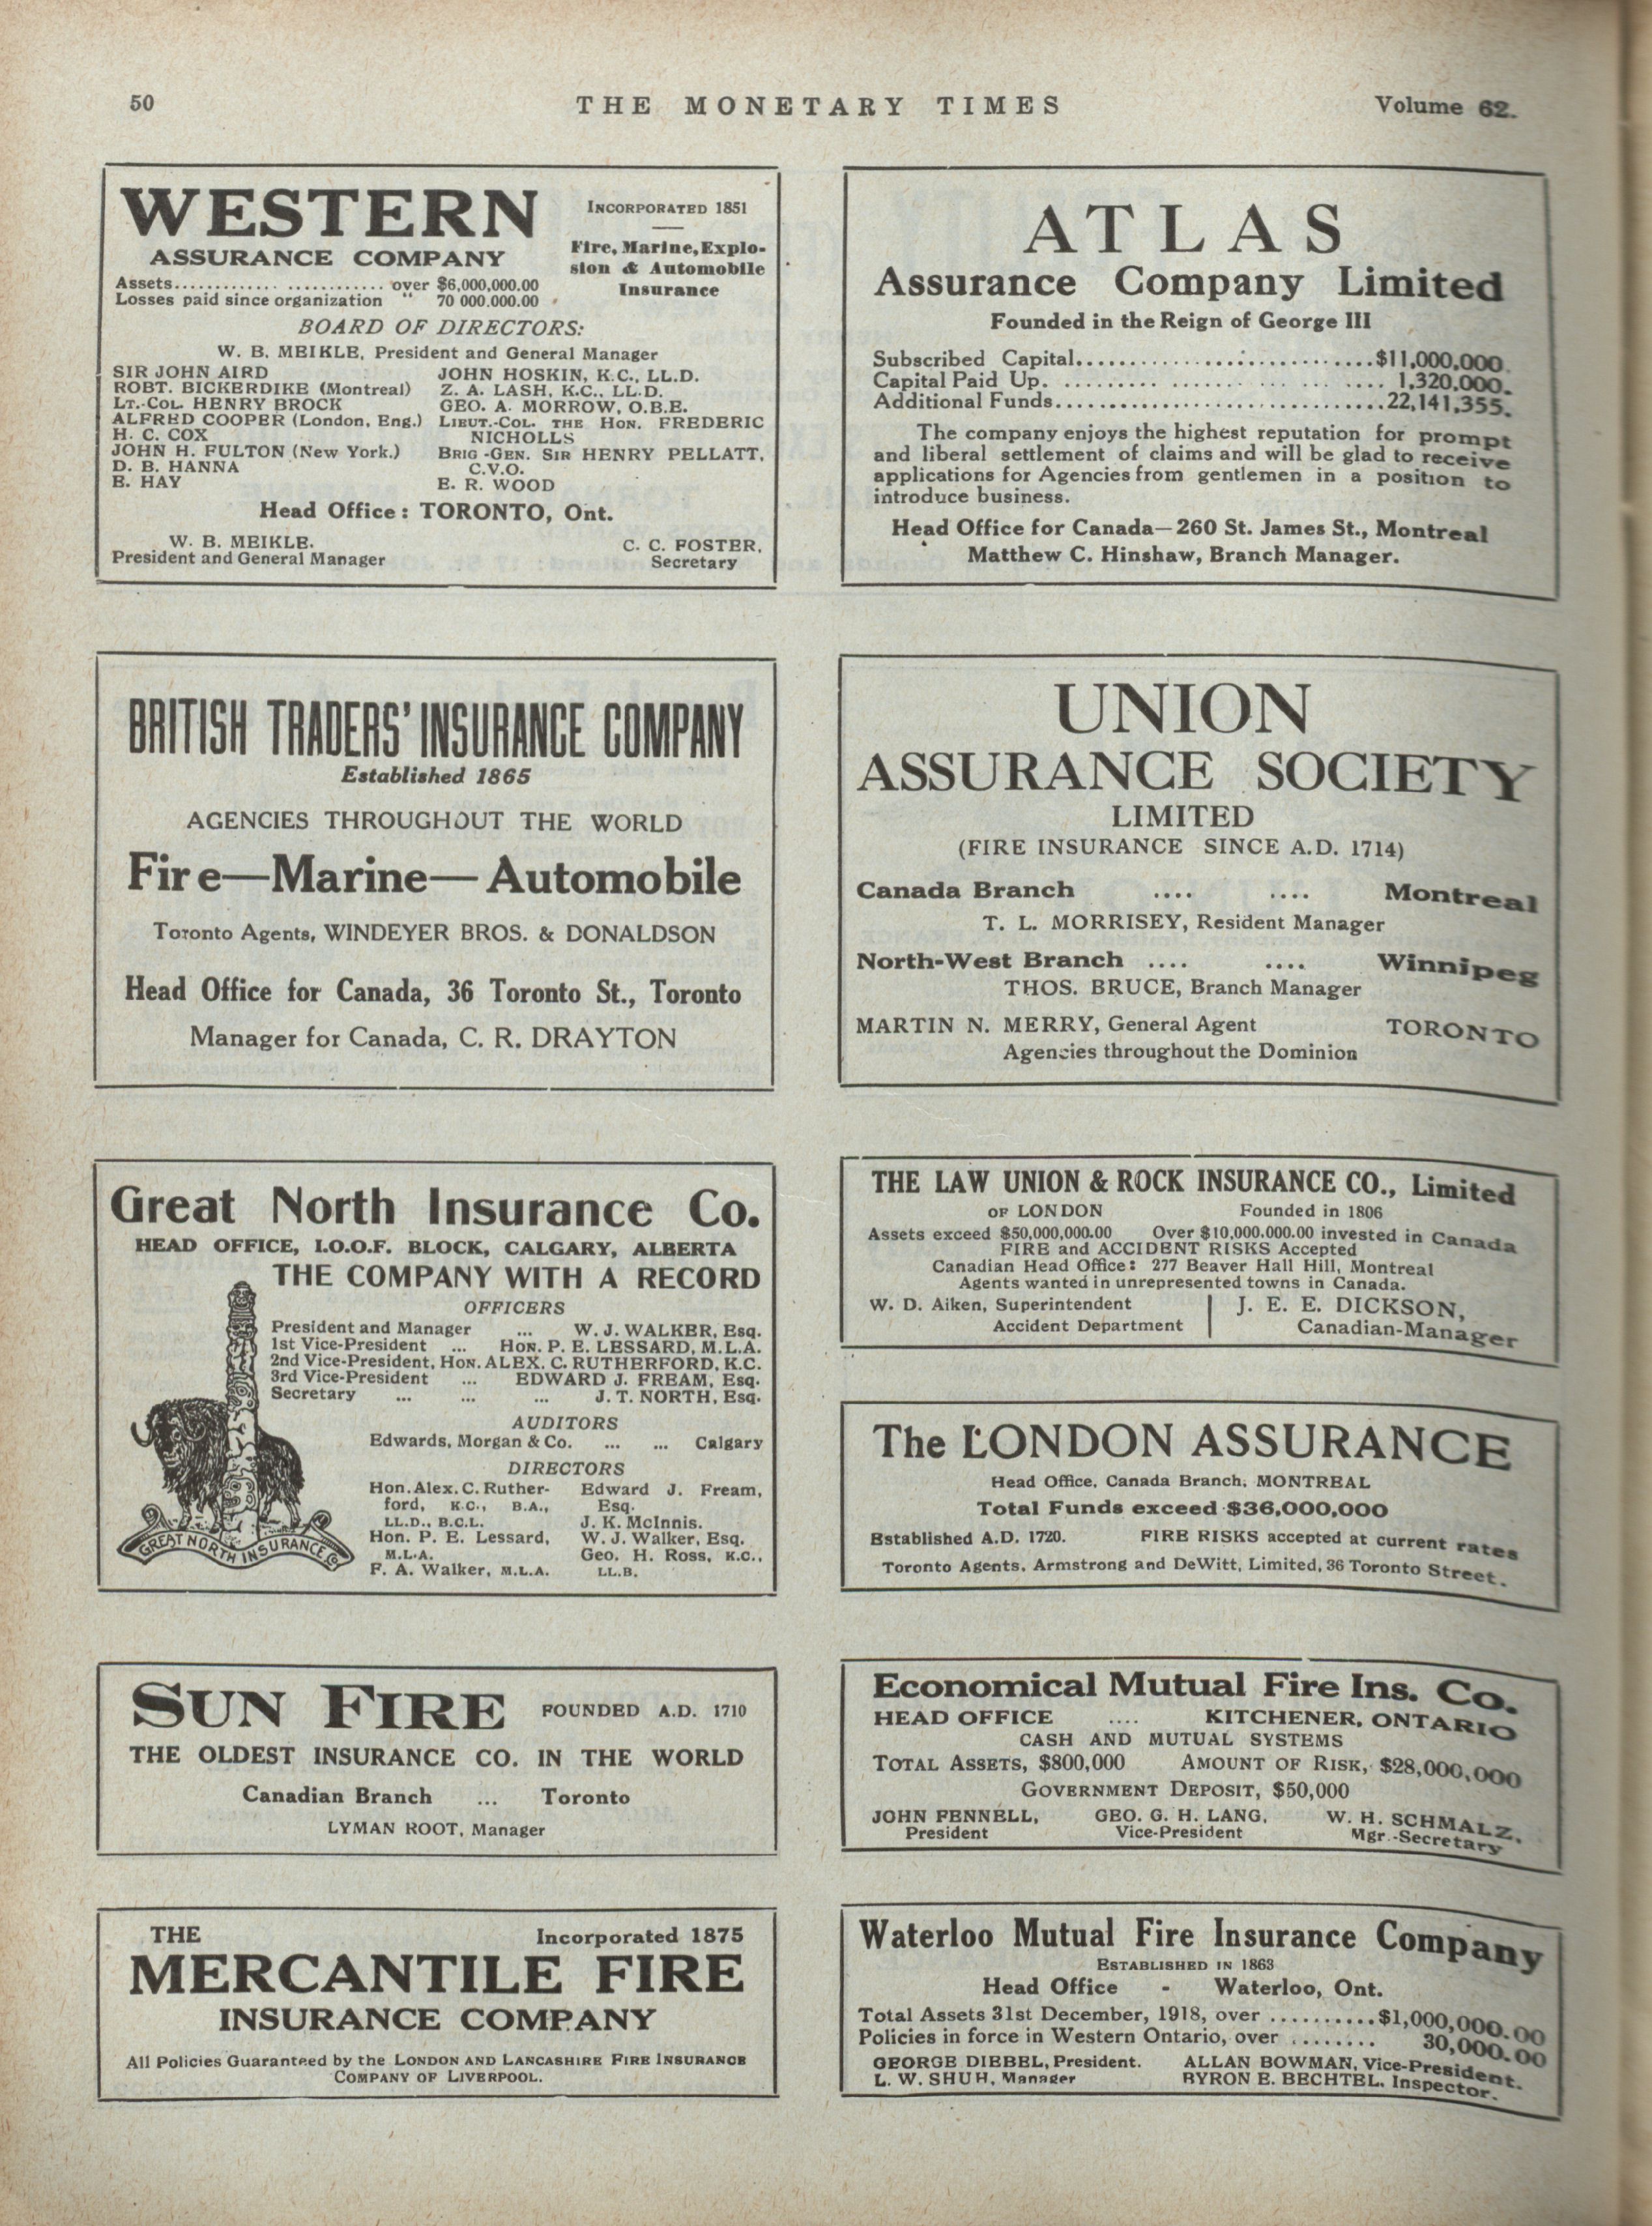 50
THE MONETARY TIMES
Volume 62.
WESTERN
ASSURANCE COMPANY
INCORPORATED 1851
Fire, Marine, Explo-
sion & Automobile
Insurance
Assets............. ............ over $6,000,000.00
Losses paid since organization " 70 000.000.00
BOARD OF DIRECTORS:
W. B. MEIKLE, President and General Manager
SIR JOHN AIRD
ROBT. BICKERDIKE (Montreal)
LT.-COL. HENRY BROCK
ALFRED COOPER (London, Eng.)
H. C. COX
JOHN H. FULTON (New York.)
D. B. HANNA
E. HAY
JOHN HOSKIN, K.C., LL.D.
Z. A. LASH, K.C., LL.D.
GEO. A. MORROW, O.B.E.
LIEUT.-COL. THE HON. FREDERIC
NICHOLLS
BRIG-GEN. SIR HENRY PELLATT,
C.V.O.
E. R. WOOD
Head Office: TORONTO, Ont.
W. B. MEIKLE.
President and General Manager
C. C. FOSTER,
Secretary
ATLAS
Assurance Company Limited
Founded in the Reign of George III
Subscribed Capital..............................$11,000,000.
Capital Paid Up. .............................. 1,320,000.
Additional Funds..............................22,141,355.
The company enjoys the highest reputation for prompt
and liberal settlement of claims and will be glad to receive
applications for Agencies from gentlemen in a position to
introduce business.
Head Office for Canada—260 St. James St., Montreal
Matthew C. Hinshaw, Branch Manager.
BRITISH TRADERS' INSURANCE COMPANY
Established 1865
AGENCIES THROUGHOUT THE WORLD
Fire—Marine—Automobile
Toronto Agents, WINDEYER BROS. & DONALDSON
Head Office for Canada, 36 Toronto St., Toronto
Manager for Canada, C. R. DRAYTON
UNION
ASSURANCE SOCIETY
LIMITED
(FIRE INSURANCE SINCE A.D. 1714)
Canada Branch .... .... Montreal
T. L. MORRISEY, Resident Manager
North-West Branch .... .... Winnipeg
THOS. BRUCE, Branch Manager
MARTIN N. MERRY, General Agent TORONTO
Agencies throughout the Dominion
Great North Insurance Co.
HEAD OFFICE, I.O.O.F. BLOCK, CALGARY, ALBERTA
THE COMPANY WITH A RECORD
OFFICERS
President and Manager ... W. J. WALKER, Esq.
1st Vice-President ... HON. P. E. LESSARD, M.L.A.
2nd Vice-President, HON. ALEX. C. RUTHERFORD, K.C.
3rd Vice-President ... EDWARD J. FREAM, Esq.
Secretary ... ... ... J. T. NORTH, Esq.
AUDITORS
Edwards, Morgan & Co. ... ... Calgary
DIRECTORS
Hon. Alex. C. Ruther-
ford, K.C., B.A.,
LL.D., B.C.L.
Hon. P. E. Lessard,
M.L.A.
F. A. Walker, M.L.A.
Edward J. Fream,
Esq.
J. K. McInnis.
W. J. Walker, Esq.
Geo. H. Ross, K.C.,
LL.B.
GREAT NORTH INSURANCE Co
THE LAW UNION & ROCK INSURANCE CO., Limited
OF LONDON Founded in 1806
Assets exceed $50,000,000.00 Over $10,000.000.00 invested in Canada
FIRE and ACCIDENT RISKS Accepted
Canadian Head Office: 277 Beaver Hall Hill, Montreal
Agents wanted in unrepresented towns in Canada.
W. D. Aiken, Superintendent
Accident Department
J. E. E. DICKSON,
Canadian-Manager
The LONDON ASSURANCE
Head Office, Canada Branch, MONTREAL
Total Funds exceed $36,000,000
Established A.D. 1720. FIRE RISKS accepted at current rates
Toronto Agents, Armstrong and DeWitt, Limited, 36 Toronto Street.
SUN FIRE FOUNDED A.D. 1710
THE OLDEST INSURANCE CO. IN THE WORLD
Canadian Branch ... Toronto
LYMAN ROOT, Manager
Economical Mutual Fire Ins. Co.
HEAD OFFICE .... KITCHENER, ONTARIO
CASH AND MUTUAL SYSTEMS
TOTAL ASSETS, $800,000 AMOUNT OF RISK, $28,000,000
GOVERNMENT DEPOSIT, $50,000
JOHN FENNELL,
President
GEO. G. H. LANG,
Vice-President
W. H. SCHMALZ,
Mgr.-Secretary
THE Incorporated 1875
MERCANTILE FIRE
INSURANCE COMPANY
All Policies Guaranteed by the LONDON AND LANCASHIRE FIRE INSURANCE
COMPANY OF LIVERPOOL.
Waterloo Mutual Fire Insurance Company
ESTABLISHED IN 1863
Head Office - Waterloo, Ont.
Total Assets 31st December, 1918, over ..........$1,000,000.00
Policies in force in Western Ontario, over ........ 30,000.00
GEORGE DIEBEL, President. ALLAN BOWMAN, Vice-President.
L. W. SHUH, Manager BYRON E. BECHTEL, Inspector.